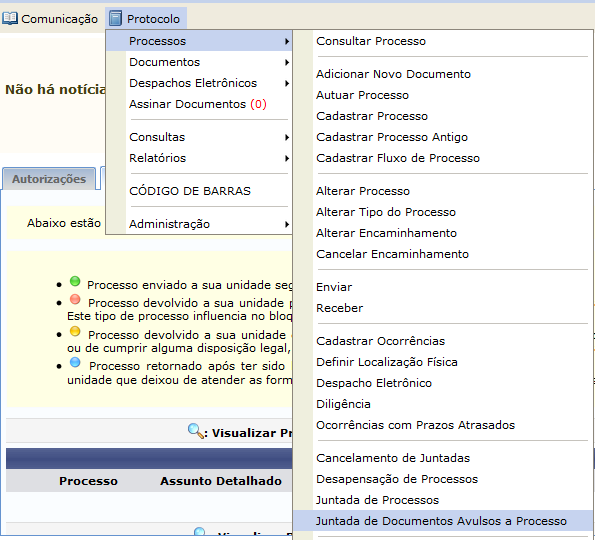 Comunicação Protocolo
Processos
Documentos
Despachos Eletrônicos
Assinar Documentos (0)
Consultas
Relatórios
CÓDIGO DE BARRAS
Administração
Consultar Processo
Adicionar Novo Documento
Autuar Processo
Cadastrar Processo
Cadastrar Processo Antigo
Cadastrar Fluxo de Processo
Alterar Processo
Alterar Tipo do Processo
Alterar Encaminhamento
Cancelar Encaminhamento
Enviar
Receber
Cadastrar Ocorrências
Definir Localização Física
Despacho Eletrônico
Diligência
Ocorrências com Prazos Atrasados
Cancelamento de Juntadas
Desapensação de Processos
Juntada de Processos
Juntada de Documentos Avulsos a Processo
Não há notícia
Autorizações
Abaixo estão
Processo enviado a sua unidade seg
Processo devolvido a sua unidade p
Este tipo de processo influencia no bloq
Processo devolvido a sua unidade
ou de cumprir alguma disposição legal,
Processo retornado após ter sido
unidade que deixou de atender as form
: Visualizar Pr
Processo Assunto Detalhado